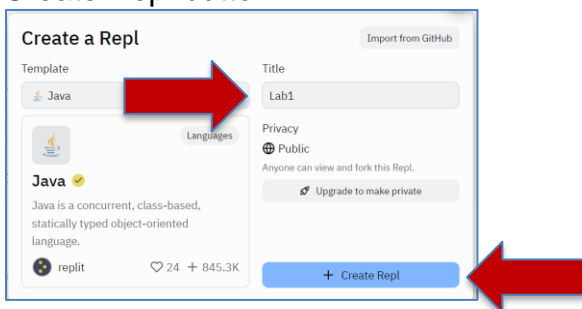 Create a Repl
Import from GitHub
Template
Title
Java
Lab1
Languages
Privacy
Public
Anyone can view and fork this Repl.
Java
Upgrade to make private
Java is a concurrent, class-based,
statically typed object-oriented
language.
replit
24
+ 845.3K
+ Create Repl